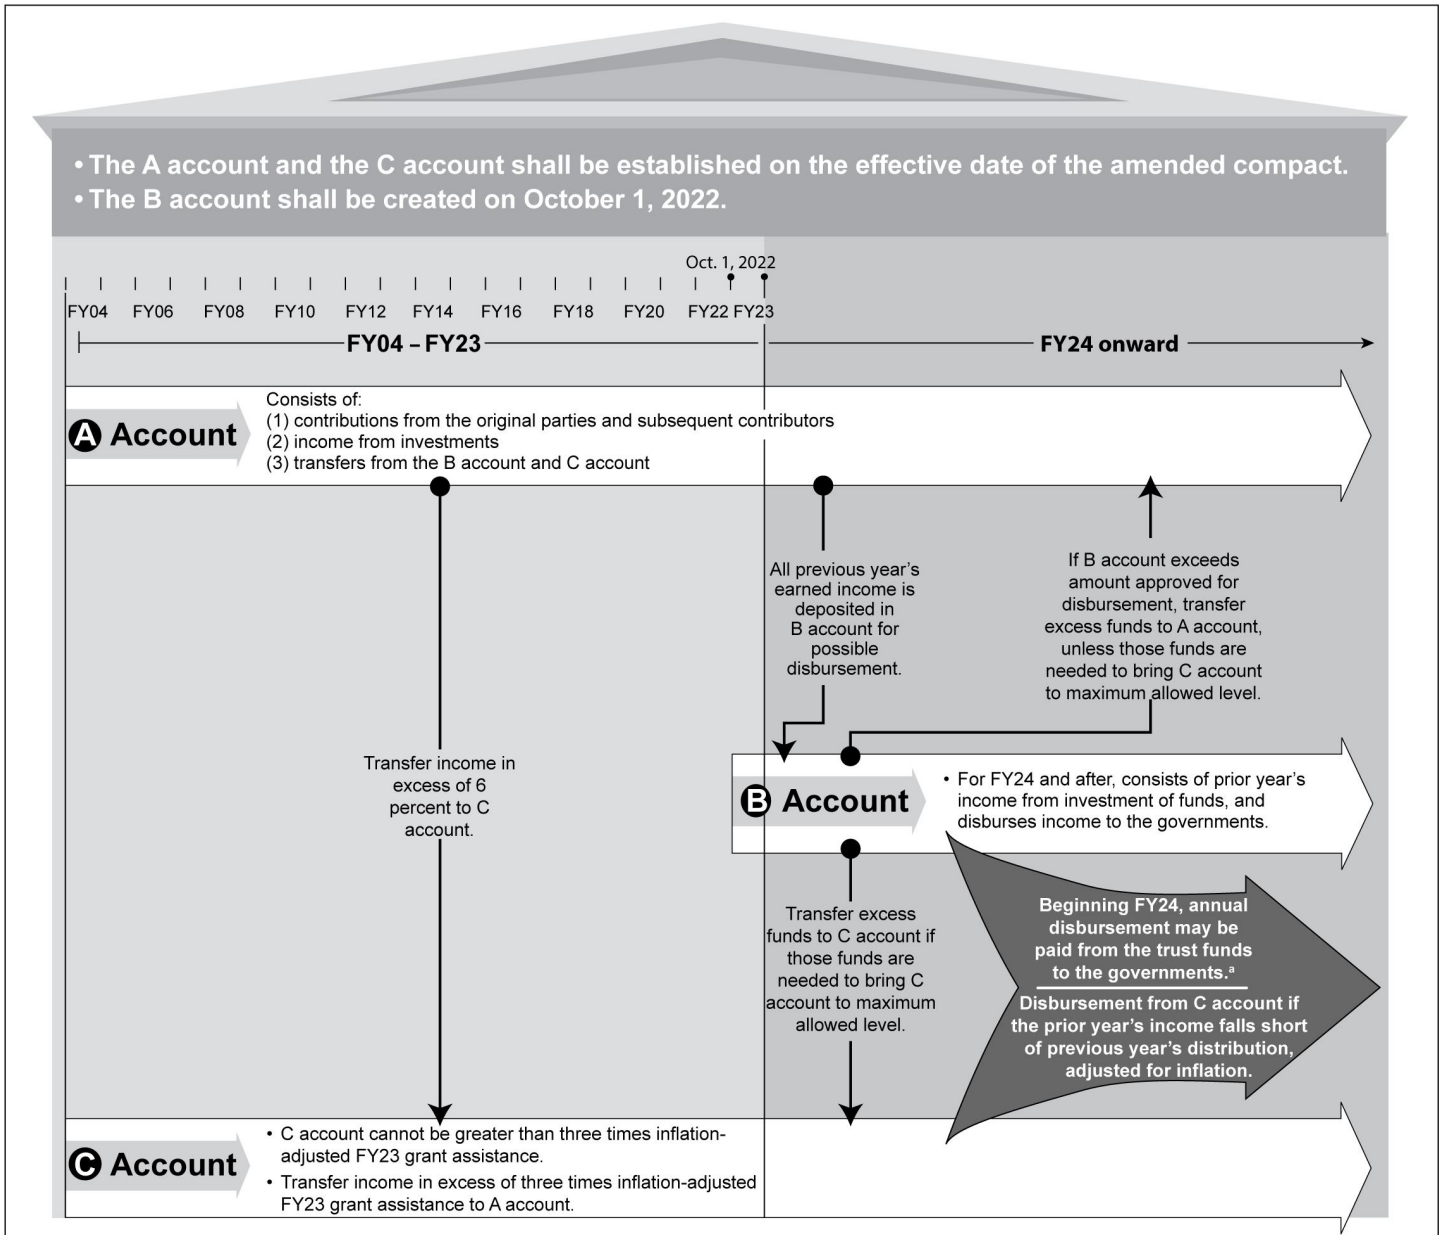 • The A account and the C account shall be established on the effective date of the amended compact.
• The B account shall be created on October 1, 2022.
Oct. 1, 2022
FY04 FY06 FY08 FY10 FY12 FY14 FY16 FY18 FY20 FY22 FY23
FY04 – FY23
FY24 onward
A Account
Consists of:
(1) contributions from the original parties and subsequent contributors
(2) income from investments
(3) transfers from the B account and C account
Transfer income in
excess of 6
percent to C
account.
All previous year's
earned income is
deposited in
B account for
possible
disbursement.
If B account exceeds
amount approved for
disbursement, transfer
excess funds to A account,
unless those funds are
needed to bring C account
to maximum allowed level.
B Account
• For FY24 and after, consists of prior year's
income from investment of funds, and
disburses income to the governments.
Transfer excess
funds to C account if
those funds are
needed to bring C
account to maximum
allowed level.
Beginning FY24, annual
disbursement may be
paid from the trust funds
to the governments.ª
Disbursement from C account if
the prior year's income falls short
of previous year's distribution,
adjusted for inflation.
C Account
• C account cannot be greater than three times inflation-
adjusted FY23 grant assistance.
• Transfer income in excess of three times inflation-adjusted
FY23 grant assistance to A account.